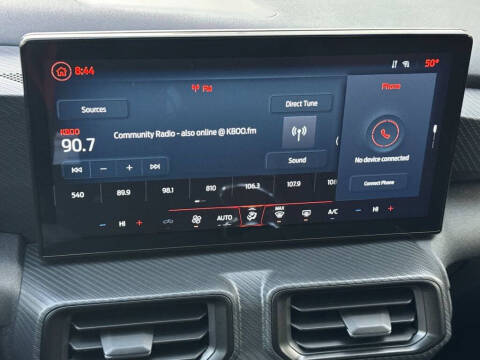 8:44
50°
FM
Phone
Sources
Direct Tune
KBOO
90.7
Community Radio - also online @ KBOO.fm
Sound
No device connected
Connect Phone
540 89.9 98.1 810 106.3 107.9
- HI + AUTO MAX A/C - HI +